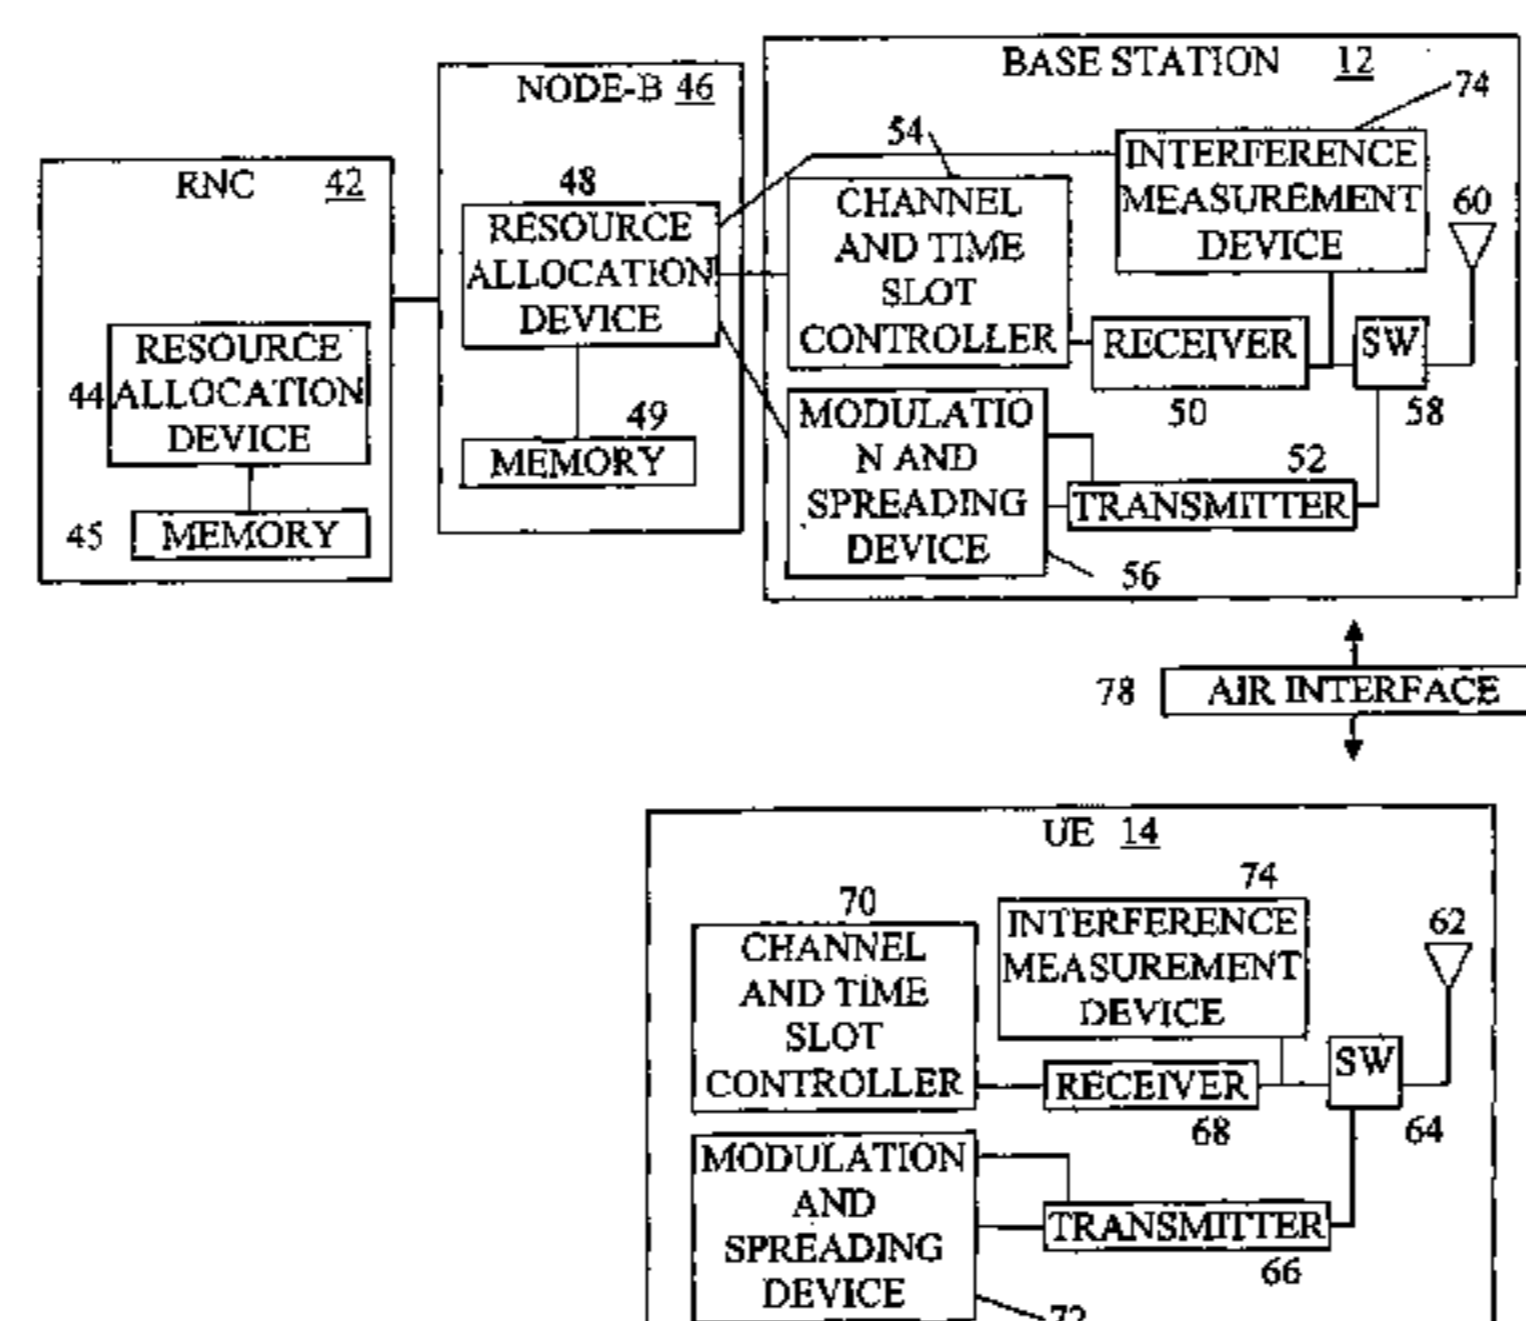 RNC 42
RESOURCE
44 ALLOCATION
DEVICE
45 MEMORY
NODE-B 46
48
RESOURCE
ALLOCATION
DEVICE
49
MEMORY
BASE STATION 12
74
54
INTERFERENCE
MEASUREMENT
DEVICE
CHANNEL
AND TIME
SLOT
CONTROLLER
60
RECEIVER
50
SW
58
MODULATIO
N AND
SPREADING
DEVICE
52
TRANSMITTER
56
78 AIR INTERFACE
UE 14
74
70
INTERFERENCE
MEASUREMENT
DEVICE
CHANNEL
AND TIME
SLOT
CONTROLLER
62
RECEIVER
68
SW
64
MODULATION
AND
SPREADING
DEVICE
TRANSMITTER
66
72